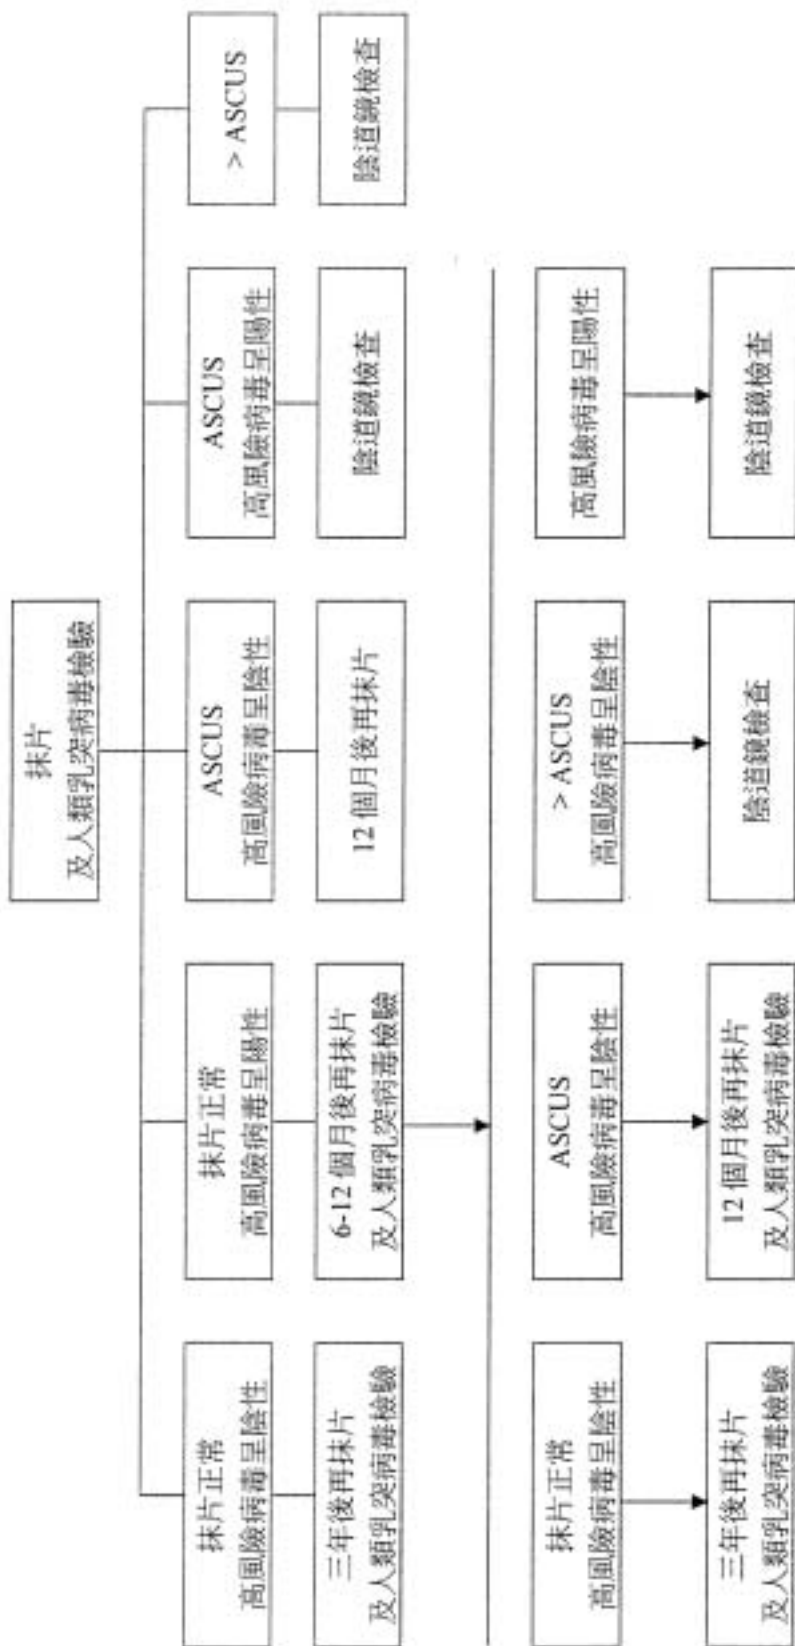 抹片
及人類乳突病毒檢驗
抹片正常
高風險病毒呈陰性
抹片正常
高風險病毒呈陽性
ASCUS
高風險病毒呈陰性
ASCUS
高風險病毒呈陽性
> ASCUS
三年後再抹片
及人類乳突病毒檢驗
6-12 個月後再抹片
及人類乳突病毒檢驗
12 個月後再抹片
陰道鏡檢查
陰道鏡檢查
抹片正常
高風險病毒呈陰性
ASCUS
高風險病毒呈陰性
> ASCUS
高風險病毒呈陰性
高風險病毒呈陽性
三年後再抹片
及人類乳突病毒檢驗
12 個月後再抹片
及人類乳突病毒檢驗
陰道鏡檢查
陰道鏡檢查